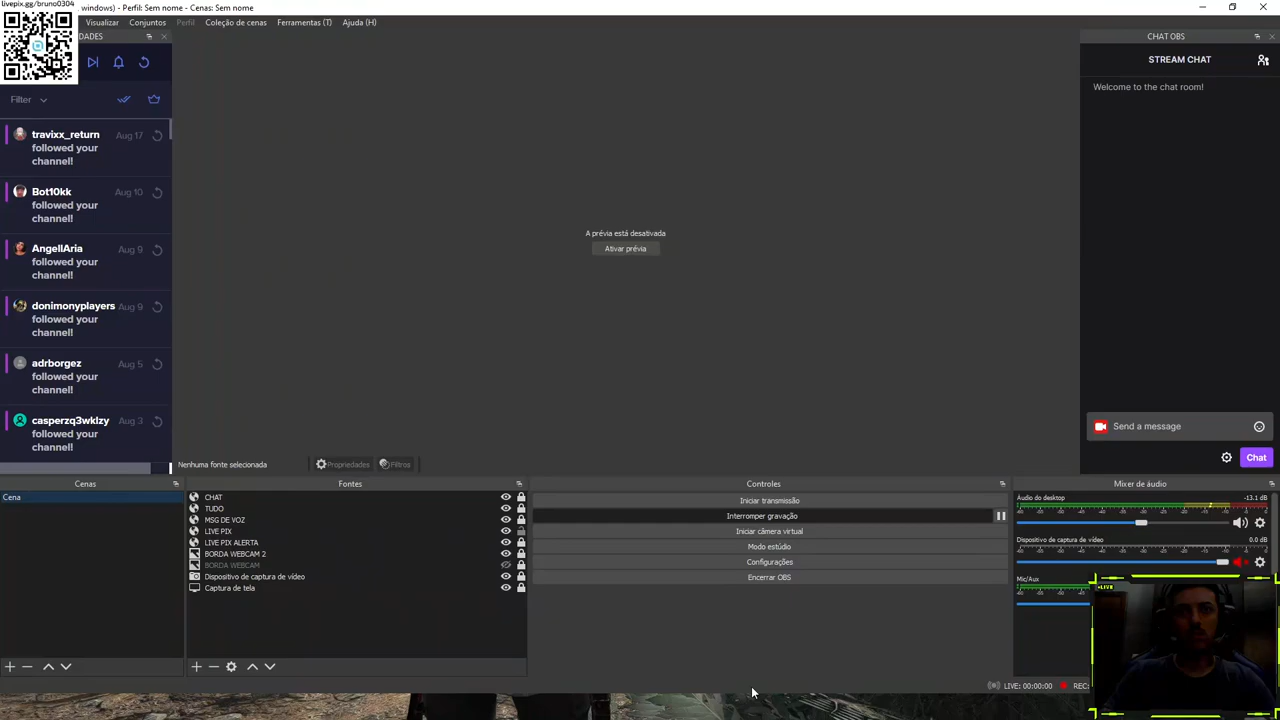 livepix.gg/bruno0304
windows) - Perfil: Sem nome - Cenas: Sem nome
Visualizar
Conjuntos
Perfil
Coleção de cenas
Ferramentas (T)
Ajuda (H)
DADES
Filter
travixx_return
Aug 17
followed your
channel!
Bot10kk
Aug 10
followed your
channel!
AngellAria
Aug 9
followed your
channel!
donimonyplayers
Aug 9
followed your
channel!
adrborgez
Aug 5
followed your
channel!
casperzq3wklzy
Aug 3
followed your
channel!
A prévia está desativada
Ativar prévia
CHAT OBS
STREAM CHAT
Welcome to the chat room!
Send a message
Chat
Nenhuma fonte selecionada
Propriedades
Filtros
Cenas
Cena
Fontes
CHAT
TUDO
MSG DE VOZ
LIVE PIX
LIVE PIX ALERTA
BORDA WEBCAM 2
BORDA WEBCAM
Dispositivo de captura de vídeo
Captura de tela
Controles
Iniciar transmissão
Interromper gravação
Iniciar câmera virtual
Modo estúdio
Configurações
Encerrar OBS
Mixer de áudio
Áudio do desktop
-13.1 dB
Dispositivo de captura de vídeo
0.0 dB
Mic/Aux
LIVE
LIVE: 00:00:00
REC: